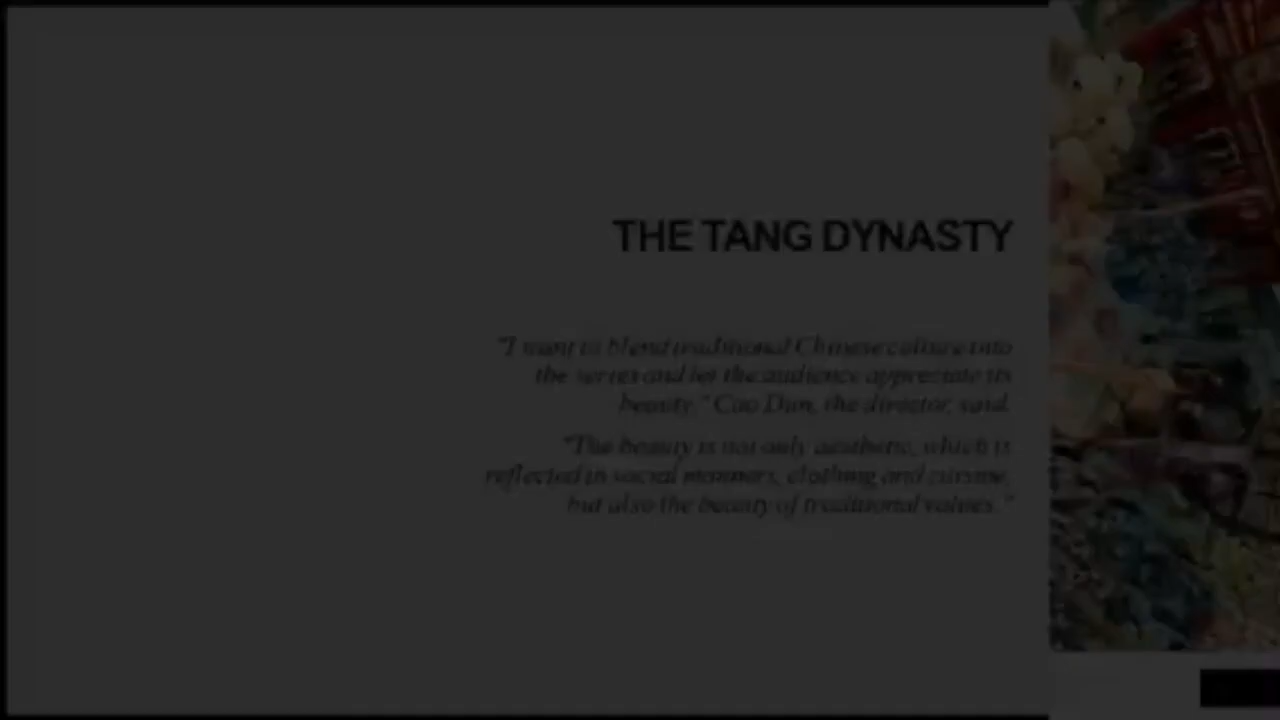 THE TANG DYNASTY
"I want to blend traditional Chinese culture into
the series and let the audience appreciate its
beauty." Cao Dun, the director, said.
"The beauty is not only aesthetic, which is
reflected in social manners, clothing and cuisine,
but also the beauty of traditional values."